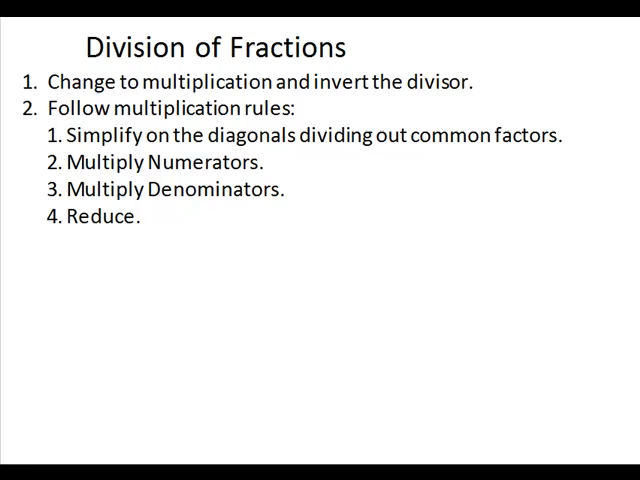 Division of Fractions
1. Change to multiplication and invert the divisor.
2. Follow multiplication rules:
1. Simplify on the diagonals dividing out common factors.
2. Multiply Numerators.
3. Multiply Denominators.
4. Reduce.